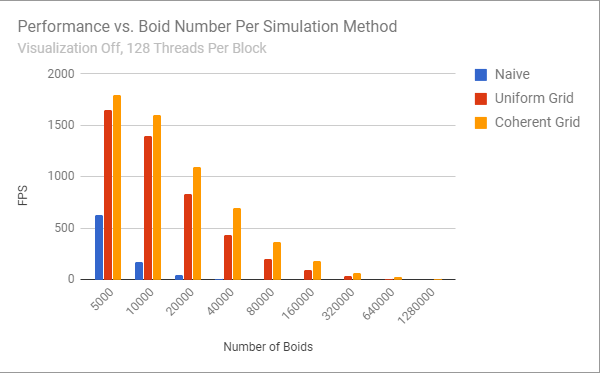 Performance vs. Boid Number Per Simulation Method
Visualization Off, 128 Threads Per Block
Naive
Uniform Grid
Coherent Grid
2000
1500
1000
500
0
FPS
5000
10000
20000
40000
80000
160000
320000
640000
1280000
Number of Boids